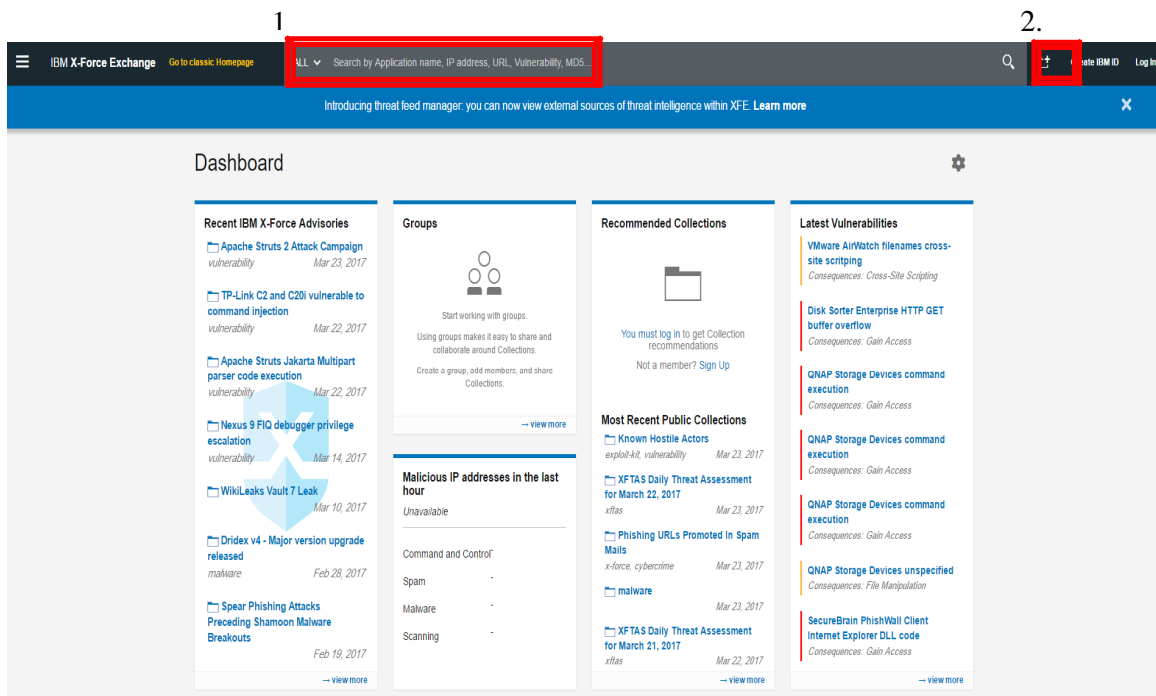 1
2.
IBM X-Force Exchange
Go to classic Homepage
ALL
Search by Application name, IP address, URL, Vulnerability, MD5...
Create IBM ID
Log In
Introducing threat feed manager: you can now view external sources of threat intelligence within XFE. Learn more
Dashboard
Recent IBM X-Force Advisories
Apache Struts 2 Attack Campaign
vulnerability Mar 23, 2017
TP-Link C2 and C20i vulnerable to
command injection
vulnerability Mar 22, 2017
Apache Struts Jakarta Multipart
parser code execution
vulnerability Mar 22, 2017
Nexus 9 FIQ debugger privilege
escalation
vulnerability Mar 14, 2017
WikiLeaks Vault 7 Leak
Mar 10, 2017
Dridex v4 - Major version upgrade
released
malware Feb 28, 2017
Spear Phishing Attacks
Preceding Shamoon Malware
Breakouts
Feb 19, 2017
→ view more
Groups
Start working with groups.
Using groups makes it easy to share and
collaborate around Collections.
Create a group, add members, and share
Collections.
→ view more
Malicious IP addresses in the last
hour
Unavailable
Command and Control -
Spam -
Malware -
Scanning -
Recommended Collections
You must log in to get Collection
recommendations
Not a member? Sign Up
Most Recent Public Collections
Known Hostile Actors
exploit-kit, vulnerability Mar 23, 2017
XFTAS Daily Threat Assessment
for March 22, 2017
xftas Mar 23, 2017
Phishing URLs Promoted In Spam
Mails
x-force, cybercrime Mar 23, 2017
malware
Mar 23, 2017
XFTAS Daily Threat Assessment
for March 21, 2017
xftas Mar 22, 2017
→ view more
Latest Vulnerabilities
VMware AirWatch filenames cross-
site scritping
Consequences: Cross-Site Scripting
Disk Sorter Enterprise HTTP GET
buffer overflow
Consequences: Gain Access
QNAP Storage Devices command
execution
Consequences: Gain Access
QNAP Storage Devices command
execution
Consequences: Gain Access
QNAP Storage Devices command
execution
Consequences: Gain Access
QNAP Storage Devices unspecified
Consequences: File Manipulation
SecureBrain PhishWall Client
Internet Explorer DLL code
Consequences: Gain Access
→ view more